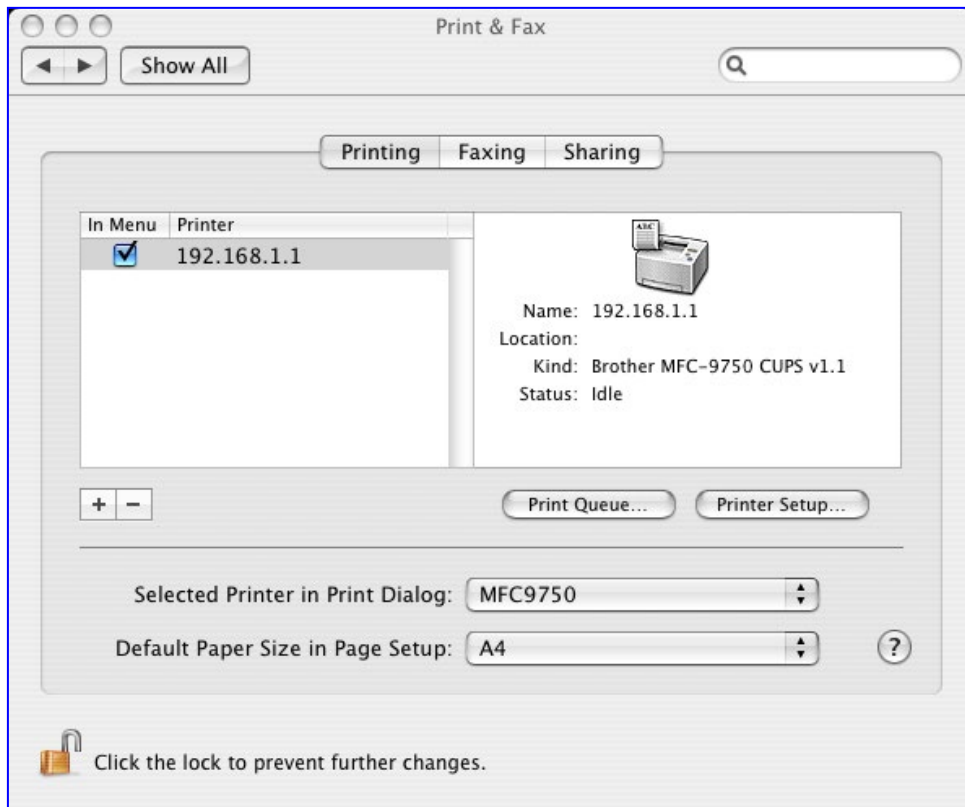 Print & Fax
Show All
Printing Faxing Sharing
In Menu Printer
192.168.1.1
ABC
Name: 192.168.1.1
Location:
Kind: Brother MFC-9750 CUPS v1.1
Status: Idle
+ −
Print Queue... Printer Setup...
Selected Printer in Print Dialog: MFC9750
Default Paper Size in Page Setup: A4 ?
Click the lock to prevent further changes.